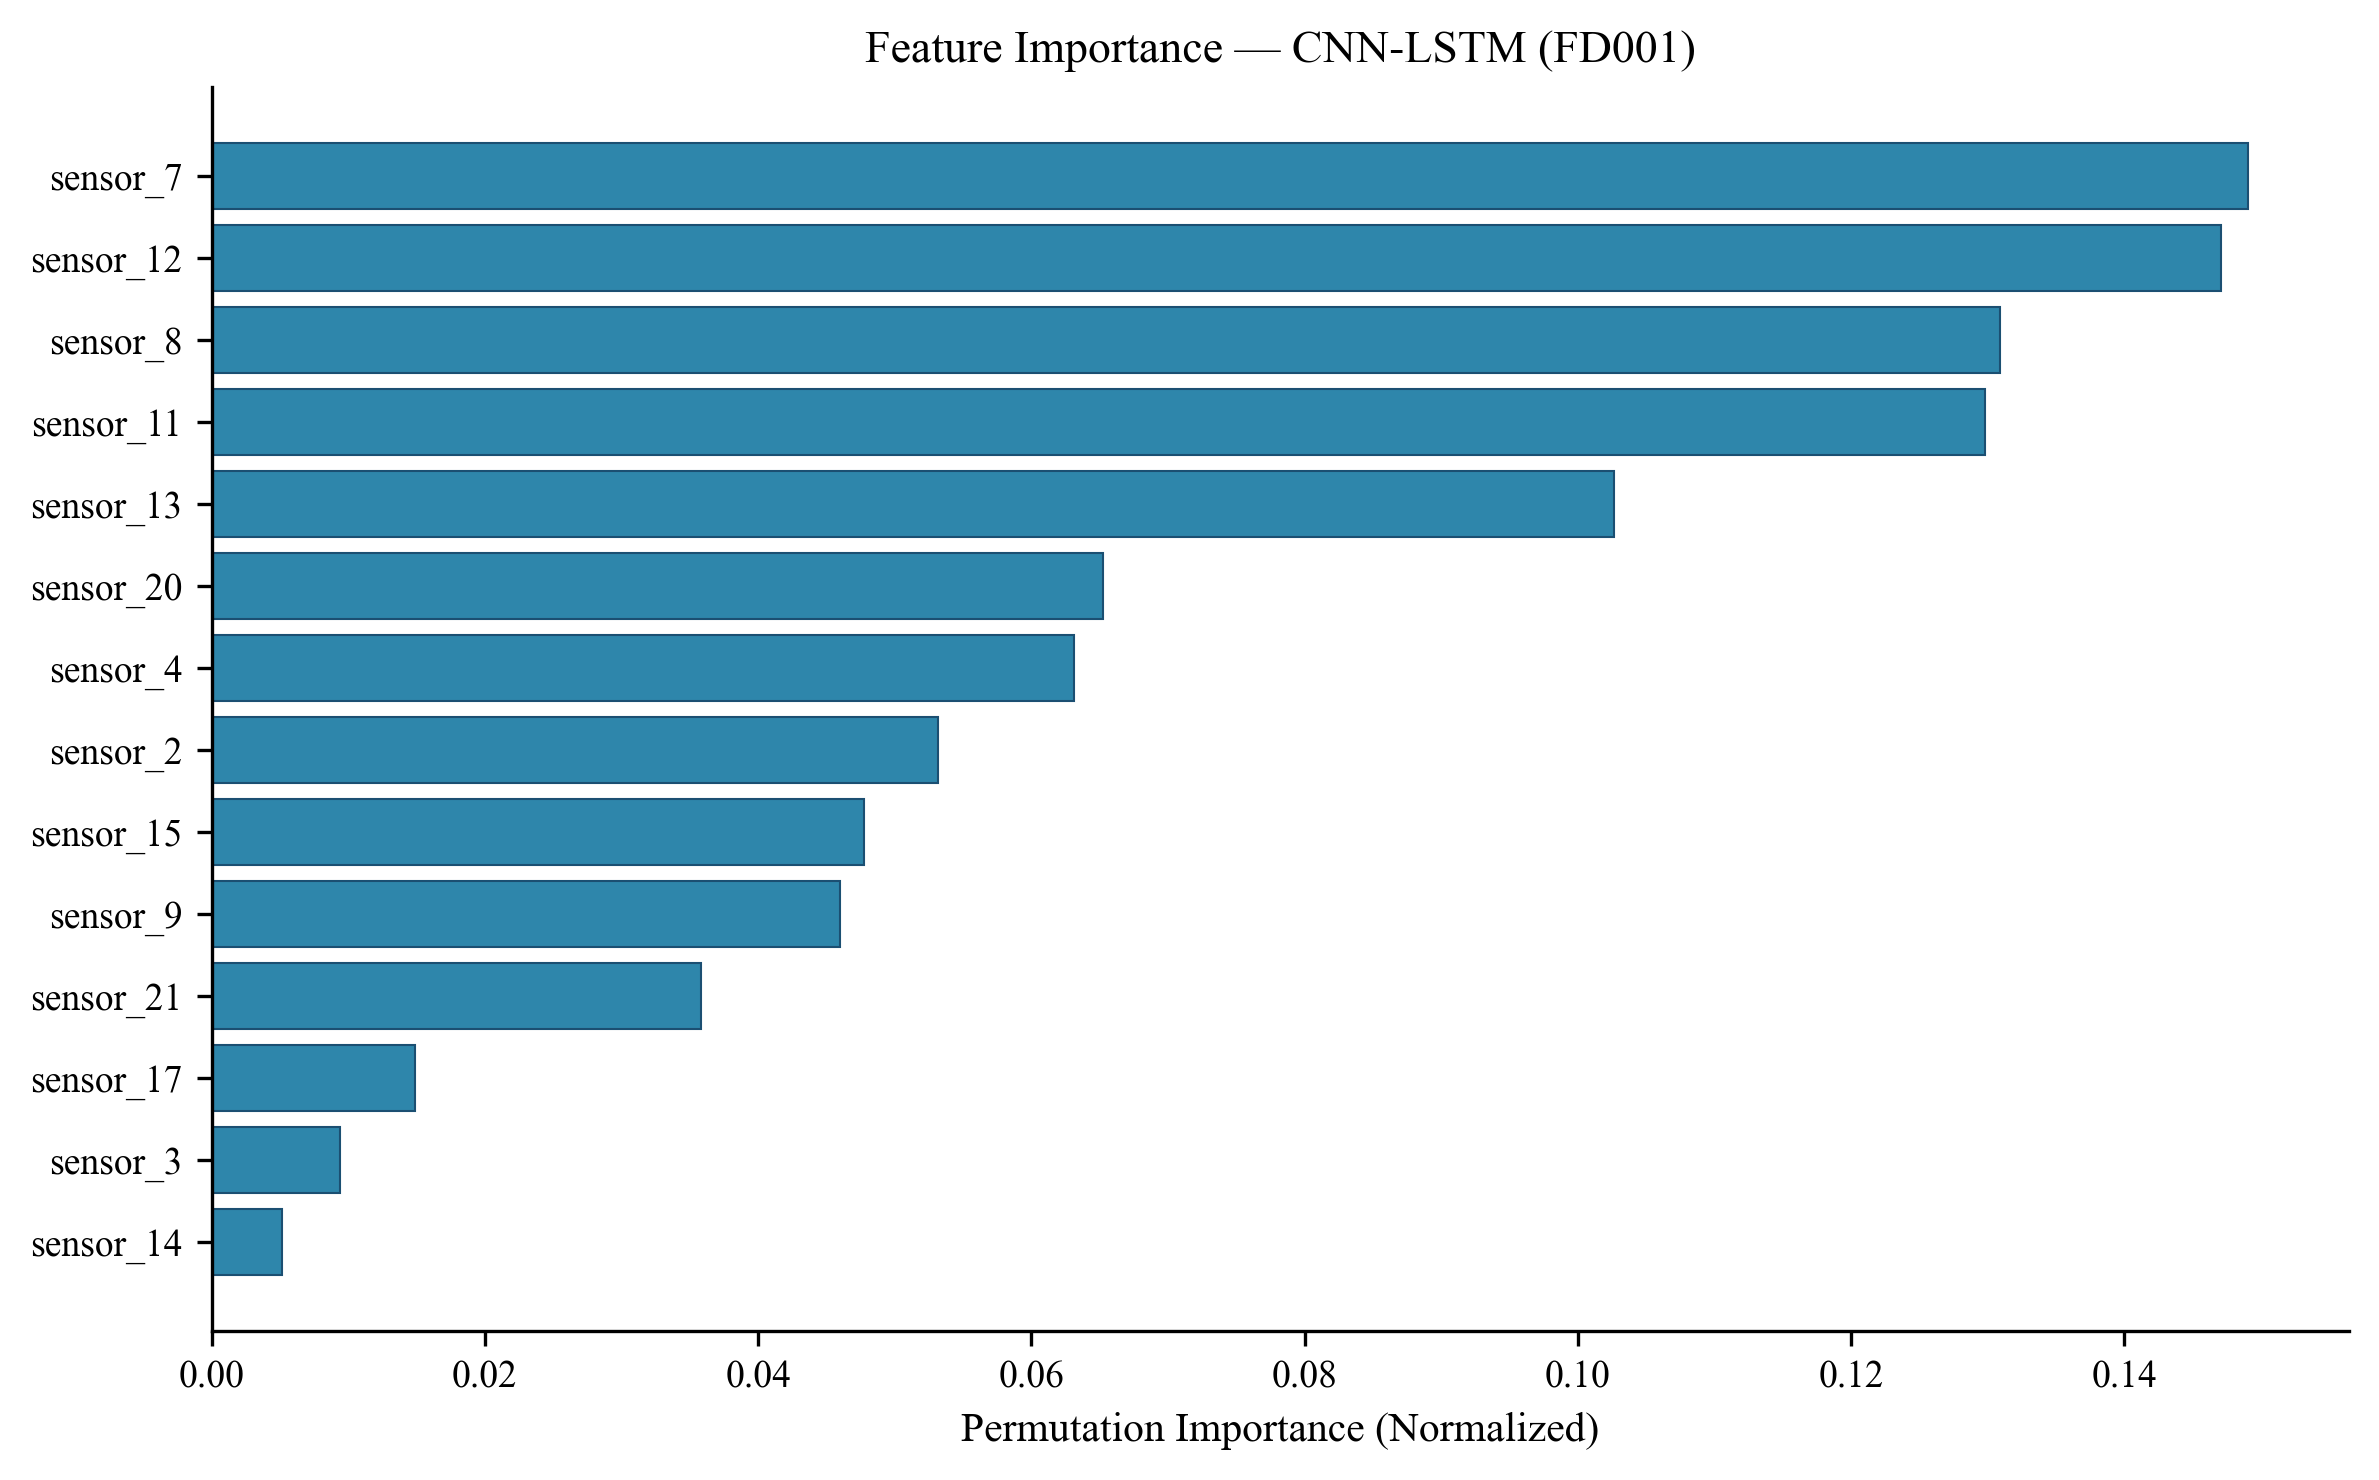 Feature Importance — CNN-LSTM (FD001)
sensor_7
sensor_12
sensor_8
sensor_11
sensor_13
sensor_20
sensor_4
sensor_2
sensor_15
sensor_9
sensor_21
sensor_17
sensor_3
sensor_14
0.00 0.02 0.04 0.06 0.08 0.10 0.12 0.14
Permutation Importance (Normalized)